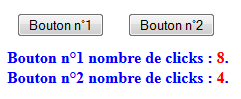 Bouton n°1 Bouton n°2
Bouton n°1 nombre de clicks : 8.
Bouton n°2 nombre de clicks : 4.